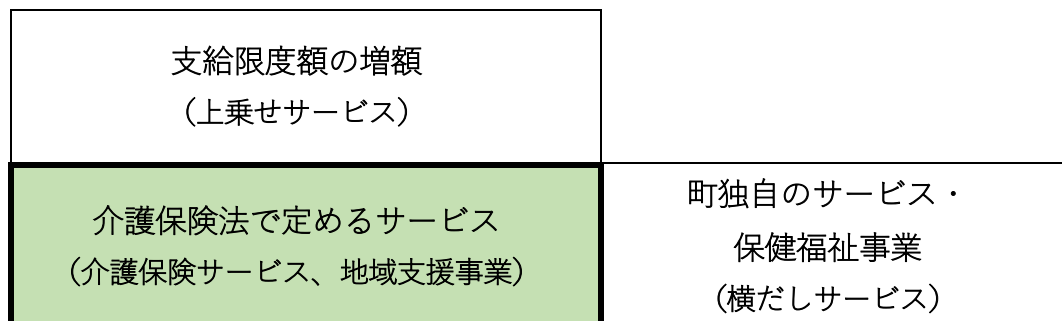 支給限度額の増額
（上乗せサービス）
介護保険法で定めるサービス
（介護保険サービス、地域支援事業）
町独自のサービス・
保健福祉事業
（横だしサービス）